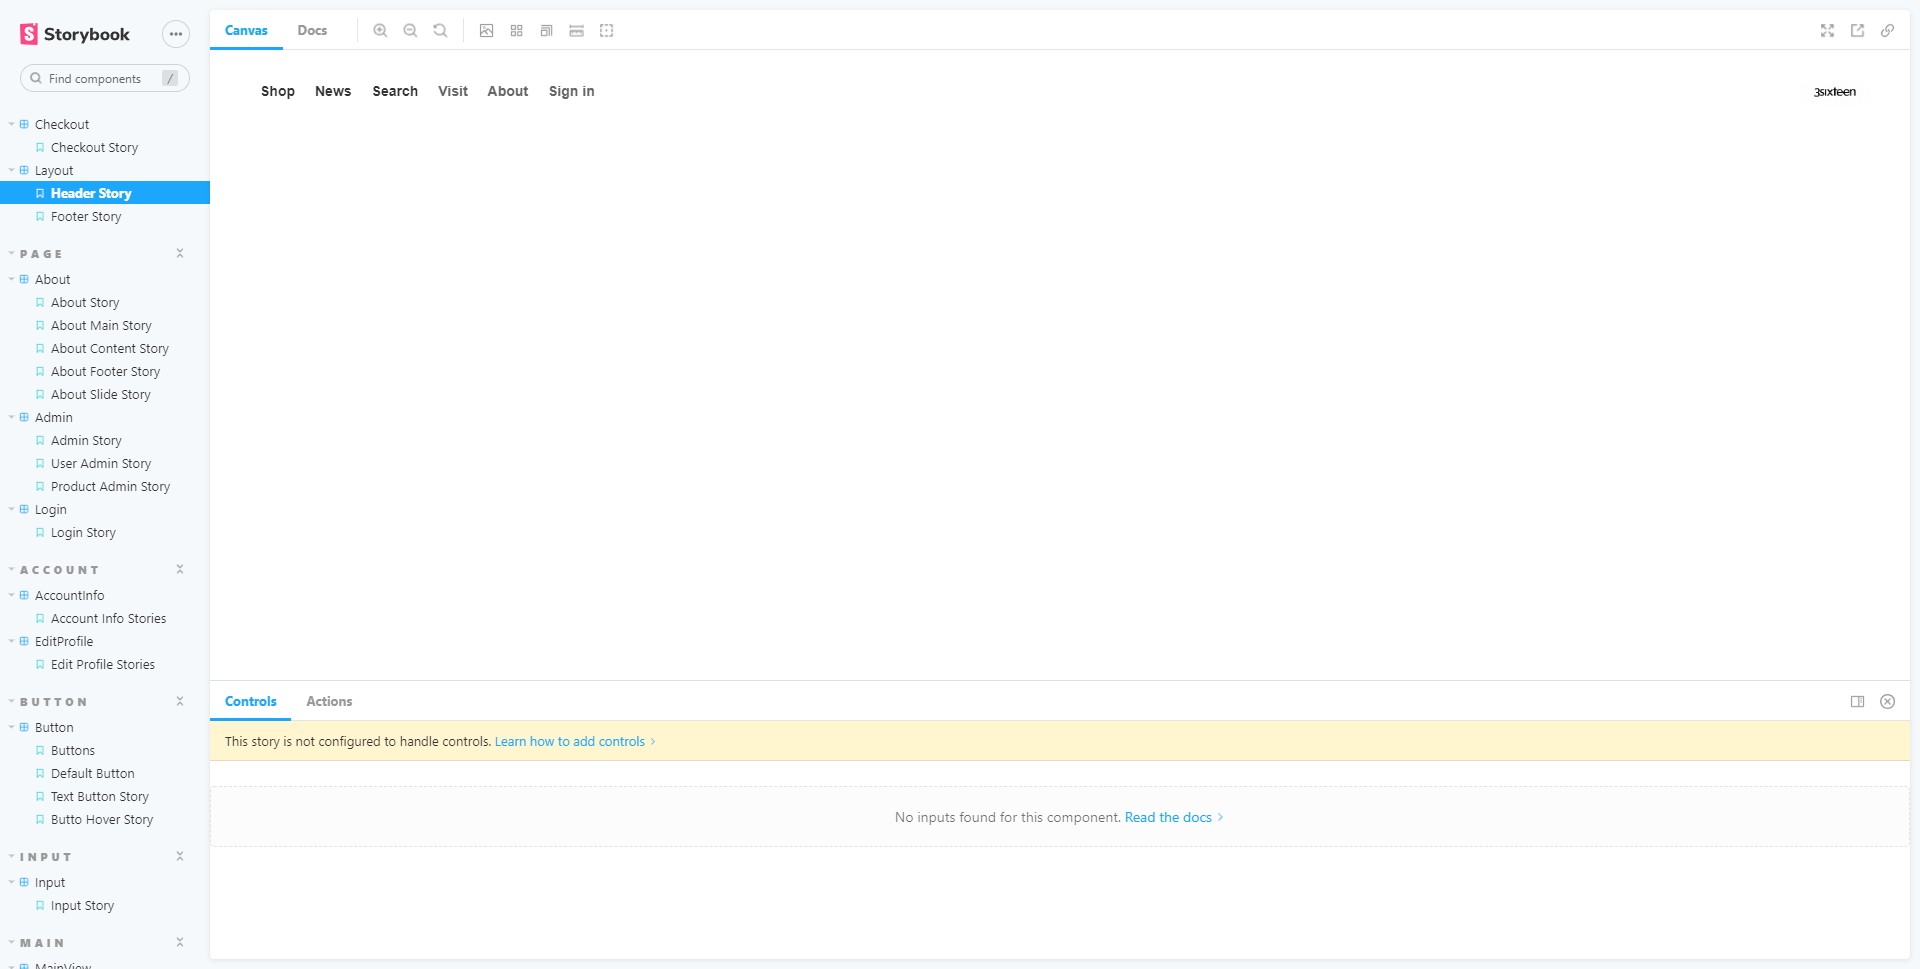 Storybook
Find components /
Checkout
Checkout Story
Layout
Header Story
Footer Story
PAGE
About
About Story
About Main Story
About Content Story
About Footer Story
About Slide Story
Admin
Admin Story
User Admin Story
Product Admin Story
Login
Login Story
ACCOUNT
AccountInfo
Account Info Stories
EditProfile
Edit Profile Stories
BUTTON
Button
Buttons
Default Button
Text Button Story
Butto Hover Story
INPUT
Input
Input Story
MAIN
MainView
Canvas Docs
Shop News Search Visit About Sign in 3sixteen
Controls Actions
This story is not configured to handle controls. Learn how to add controls
No inputs found for this component. Read the docs